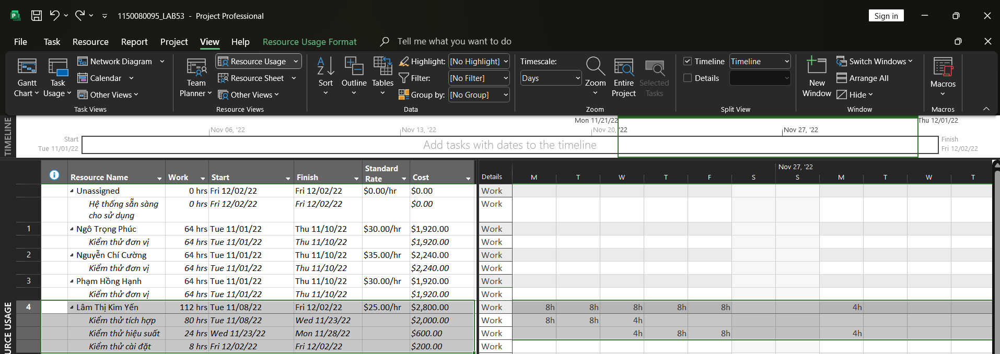 1150080095_LAB53 - Project Professional
Sign in
File Task Resource Report Project View Help Resource Usage Format Tell me what you want to do
Gantt Chart
Task Usage
Network Diagram
Calendar
Other Views
Task Views
Team Planner
Resource Usage
Resource Sheet
Other Views
Resource Views
Sort
Outline
Tables
Highlight: [No Highlight]
Filter: [No Filter]
Group by: [No Group]
Data
Timescale:
Days
Zoom
Entire Project
Selected Tasks
Zoom
Timeline Timeline
Details
Split View
New Window
Switch Windows
Arrange All
Hide
Window
Macros
Macros
TIMELINE
Mon 11/21/22 Thu 12/01/22
Nov 06, '22 Nov 13, '22 Nov 20, '22 Nov 27, '22
Start
Tue 11/01/22
Add tasks with dates to the timeline
Finish
Fri 12/02/22
Resource Name Work Start Finish Standard Rate Cost Details
Nov 27, '22
M T W T F S S M T W T
Unassigned 0 hrs Fri 12/02/22 Fri 12/02/22 $0.00/hr $0.00 Work
Hệ thống sẵn sàng cho sử dụng 0 hrs Fri 12/02/22 Fri 12/02/22 $0.00 Work
1 Ngô Trọng Phúc 64 hrs Tue 11/01/22 Thu 11/10/22 $30.00/hr $1,920.00 Work
Kiểm thử đơn vị 64 hrs Tue 11/01/22 Thu 11/10/22 $1,920.00 Work
2 Nguyễn Chí Cường 64 hrs Tue 11/01/22 Thu 11/10/22 $35.00/hr $2,240.00 Work
Kiểm thử đơn vị 64 hrs Tue 11/01/22 Thu 11/10/22 $2,240.00 Work
3 Phạm Hồng Hạnh 64 hrs Tue 11/01/22 Thu 11/10/22 $30.00/hr $1,920.00 Work
Kiểm thử đơn vị 64 hrs Tue 11/01/22 Thu 11/10/22 $1,920.00 Work
4 Lâm Thị Kim Yến 112 hrs Tue 11/08/22 Fri 12/02/22 $25.00/hr $2,800.00 Work 8h 8h 8h 8h 8h 4h
Kiểm thử tích hợp 80 hrs Tue 11/08/22 Wed 11/23/22 $2,000.00 Work 8h 8h 4h
Kiểm thử hiệu suất 24 hrs Wed 11/23/22 Mon 11/28/22 $600.00 Work 4h 8h 8h 4h
Kiểm thử cài đặt 8 hrs Fri 12/02/22 Fri 12/02/22 $200.00 Work
URCE USAGE